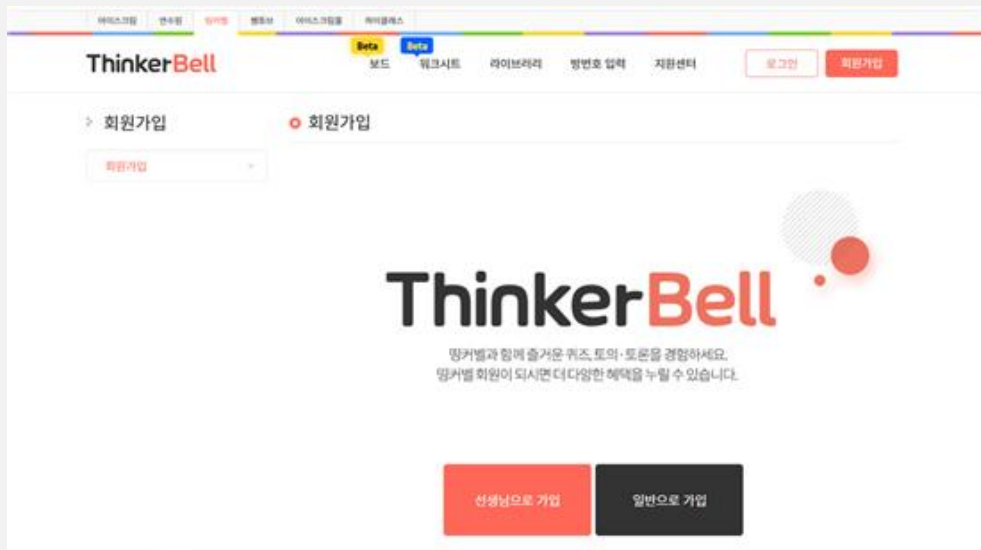 아이스크림 연수원 띵커벨 쌤튜브 아이스크림몰 하이클래스
Beta Beta
ThinkerBell 보드 워크시트 라이브러리 방번호 입력 지원센터 로그인 회원가입
회원가입 회원가입
회원가입
ThinkerBell
띵커벨과 함께 즐거운 퀴즈, 토의·토론을 경험하세요.
띵커벨 회원이 되시면 더 다양한 혜택을 누릴 수 있습니다.
선생님으로 가입 일반으로 가입